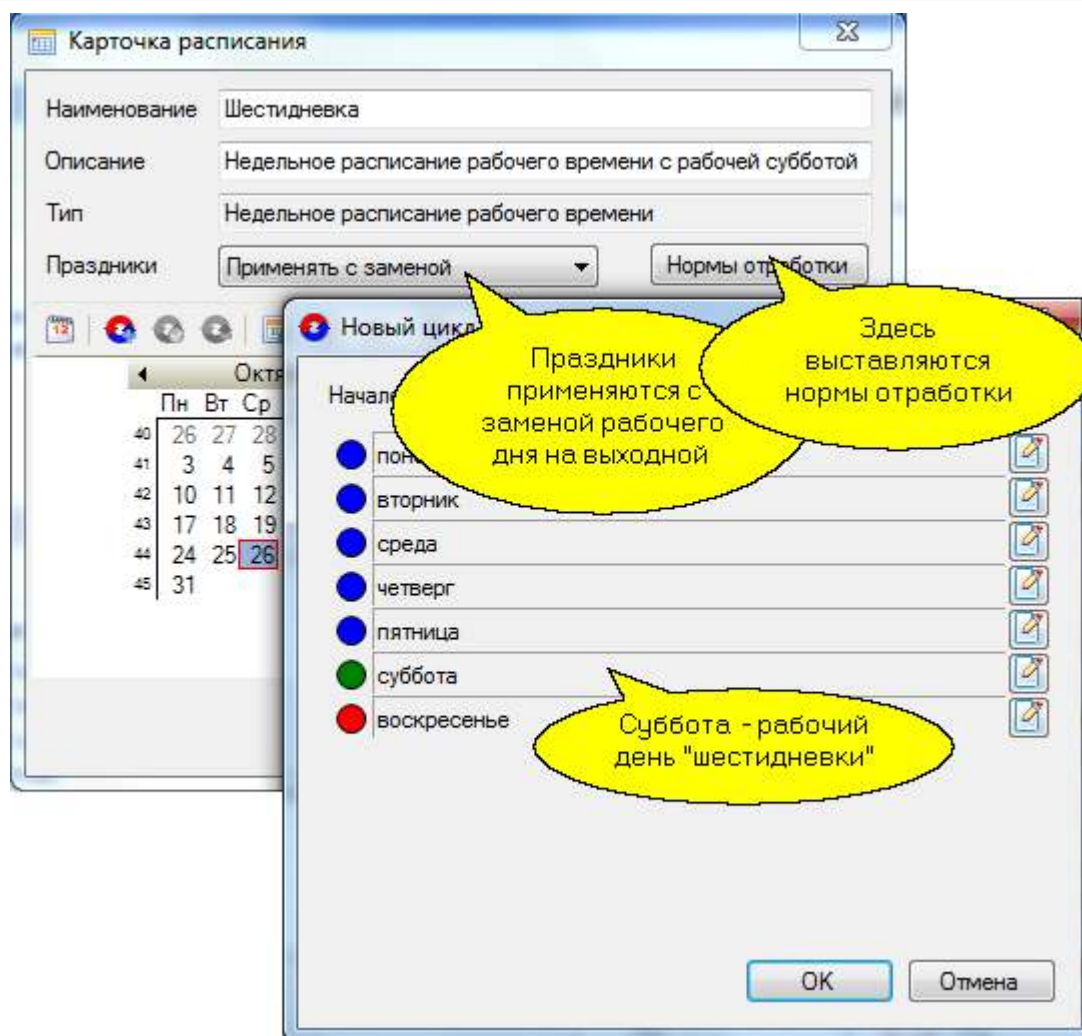 Карточка расписания
Наименование Шестидневка
Описание Недельное расписание рабочего времени с рабочей субботой
Тип Недельное расписание рабочего времени
Праздники Применять с заменой Нормы отработки
12
Новый цикл
Октя
Пн Вт Ср
40 26 27 28
41 3 4 5
42 10 11 12
43 17 18 19
44 24 25 26
45 31
Праздники
применяются с
заменой рабочего
дня на выходной
Здесь
выставляются
нормы отработки
вторник
среда
четверг
пятница
суббота
воскресенье
Суббота - рабочий
день "шестидневки"
OK Отмена